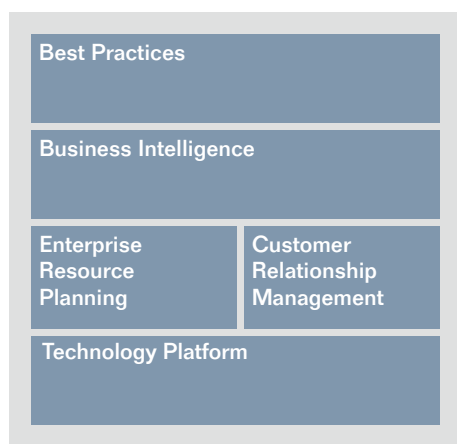 Best Practices
Business Intelligence
Enterprise
Resource
Planning
Customer
Relationship
Management
Technology Platform